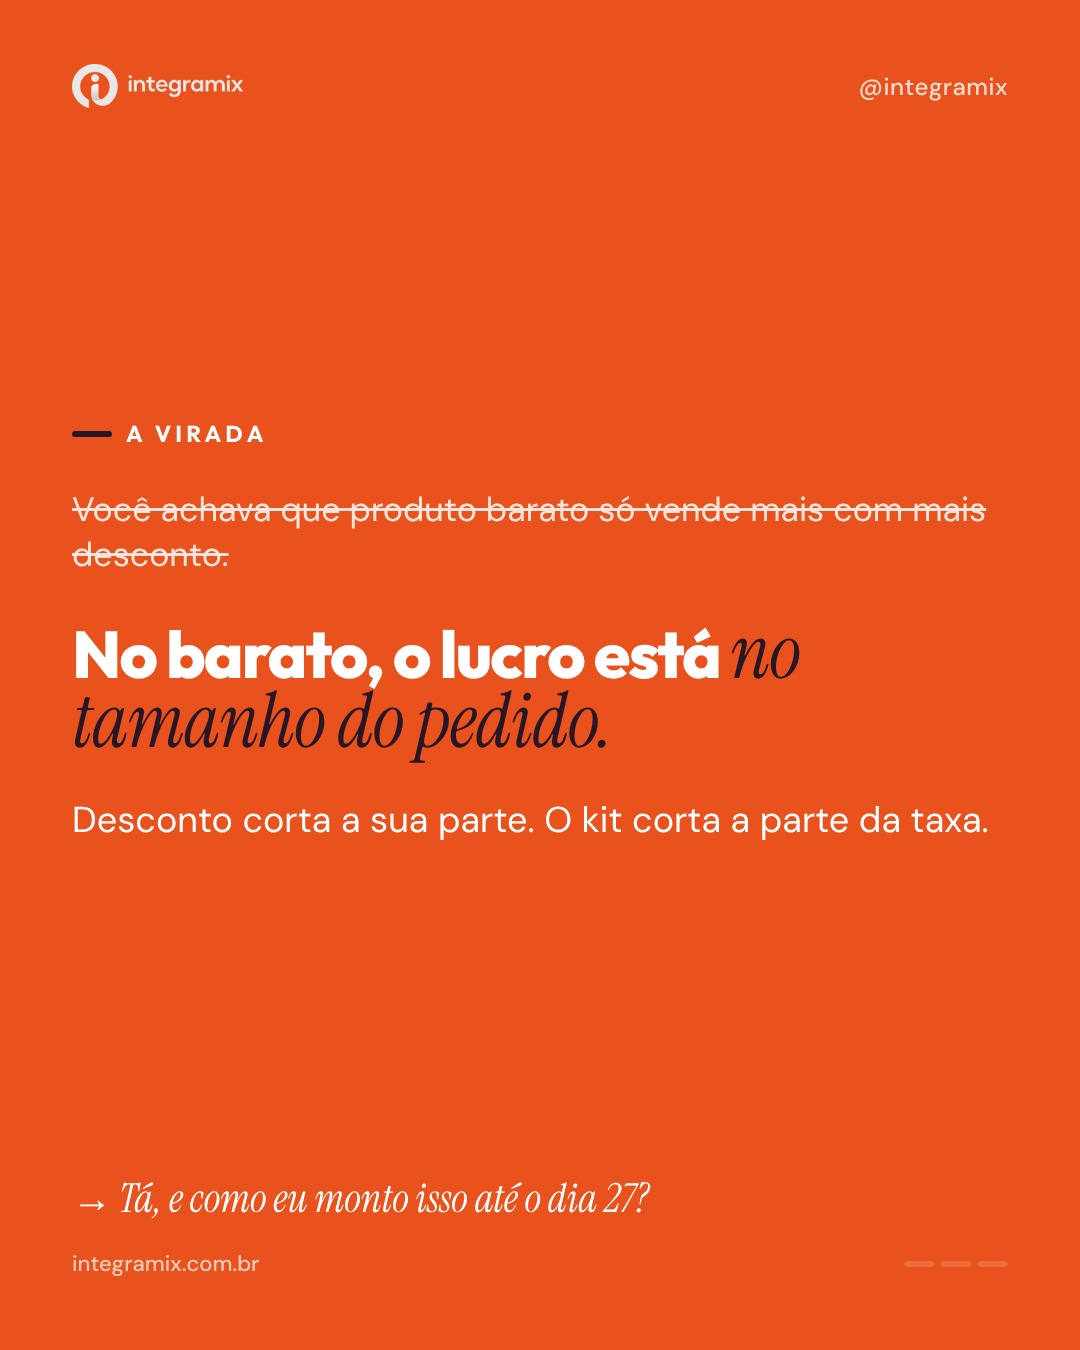 integramix
@integramix
A VIRADA
Você achava que produto barato só vende mais com mais
desconto.
No barato, o lucro está no
tamanho do pedido.
Desconto corta a sua parte. O kit corta a parte da taxa.
→ Tá, e como eu monto isso até o dia 27?
integramix.com.br